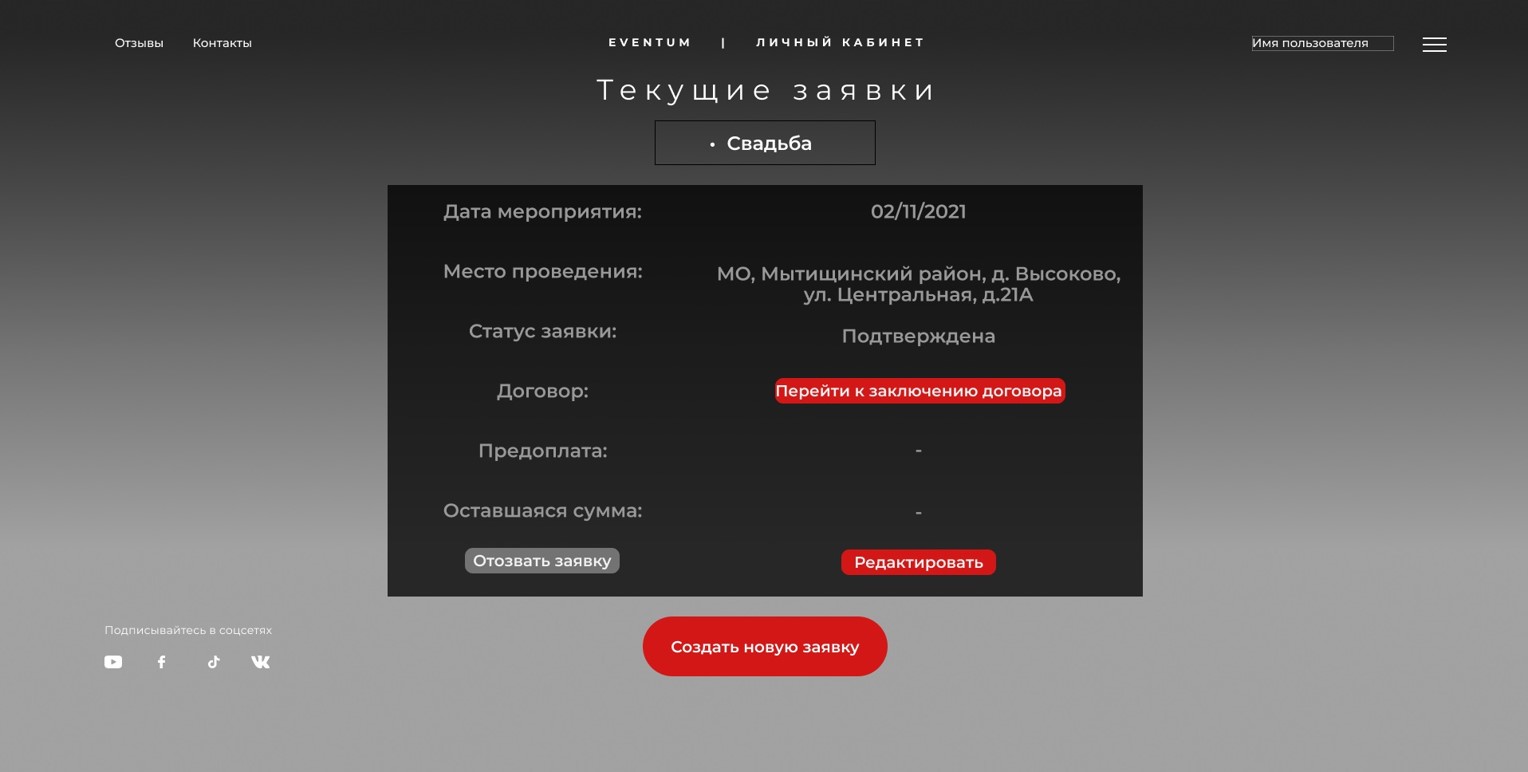 Отзывы Контакты EVENTUM | ЛИЧНЫЙ КАБИНЕТ Имя пользователя
Текущие заявки
• Свадьба
Дата мероприятия: 02/11/2021
Место проведения: МО, Мытищинский район, д. Высоково,
ул. Центральная, д.21А
Статус заявки: Подтверждена
Договор: Перейти к заключению договора
Предоплата: -
Оставшаяся сумма: -
Отозвать заявку Редактировать
Подписывайтесь в соцсетях
Создать новую заявку